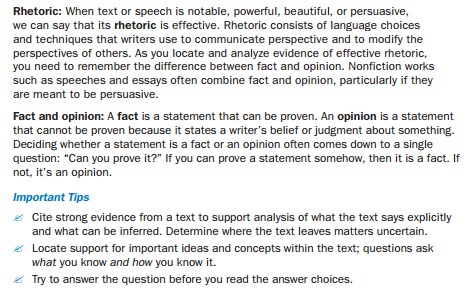 Rhetoric: When text or speech is notable, powerful, beautiful, or persuasive,
we can say that its rhetoric is effective. Rhetoric consists of language choices
and techniques that writers use to communicate perspective and to modify the
perspectives of others. As you locate and analyze evidence of effective rhetoric,
you need to remember the difference between fact and opinion. Nonfiction works
such as speeches and essays often combine fact and opinion, particularly if they
are meant to be persuasive.
Fact and opinion: A fact is a statement that can be proven. An opinion is a statement
that cannot be proven because it states a writer's belief or judgment about something.
Deciding whether a statement is a fact or an opinion often comes down to a single
question: "Can you prove it?" If you can prove a statement somehow, then it is a fact. If
not, it's an opinion.
Important Tips
Cite strong evidence from a text to support analysis of what the text says explicitly
and what can be inferred. Determine where the text leaves matters uncertain.
Locate support for important ideas and concepts within the text; questions ask
what you know and how you know it.
Try to answer the question before you read the answer choices.